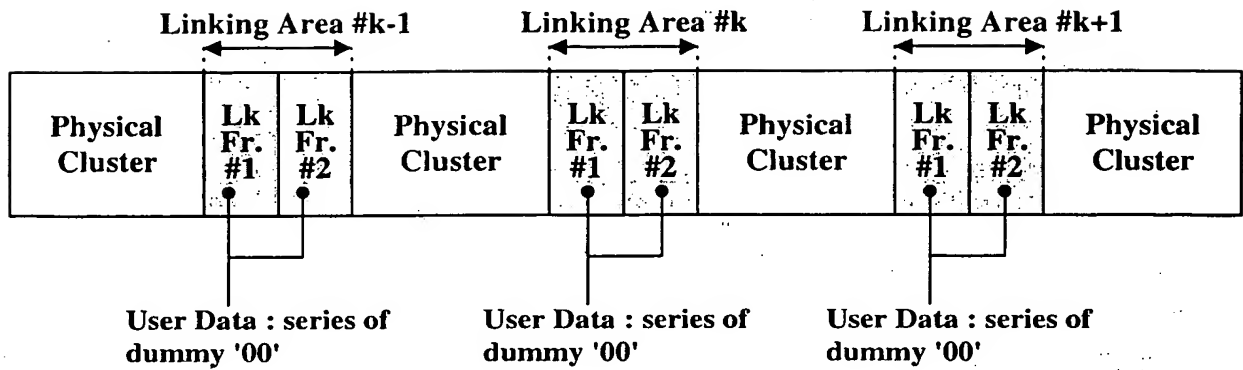 Linking Area #k-1
Linking Area #k
Linking Area #k+1
Physical
Cluster
Lk
Fr.
#1
Lk
Fr.
#2
Physical
Cluster
Lk
Fr.
#1
Lk
Fr.
#2
Physical
Cluster
Lk
Fr.
#1
Lk
Fr.
#2
Physical
Cluster
User Data : series of
dummy '00'
User Data : series of
dummy '00'
User Data : series of
dummy '00'